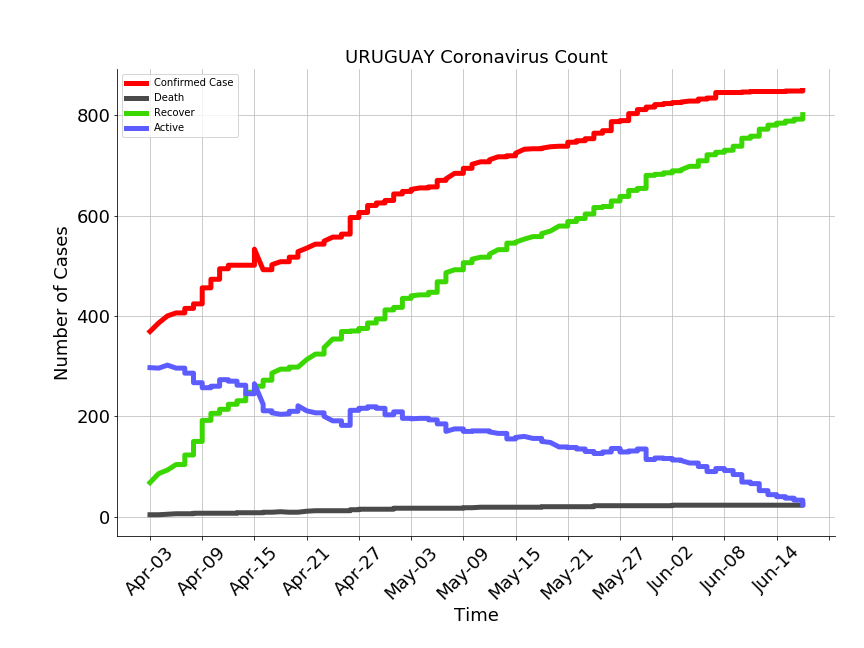 URUGUAY Coronavirus Count
Confirmed Case
Death
Recover
Active
Number of Cases
800
600
400
200
0
Apr-03
Apr-09
Apr-15
Apr-21
Apr-27
May-03
May-09
May-15
May-21
May-27
Jun-02
Jun-08
Jun-14
Time